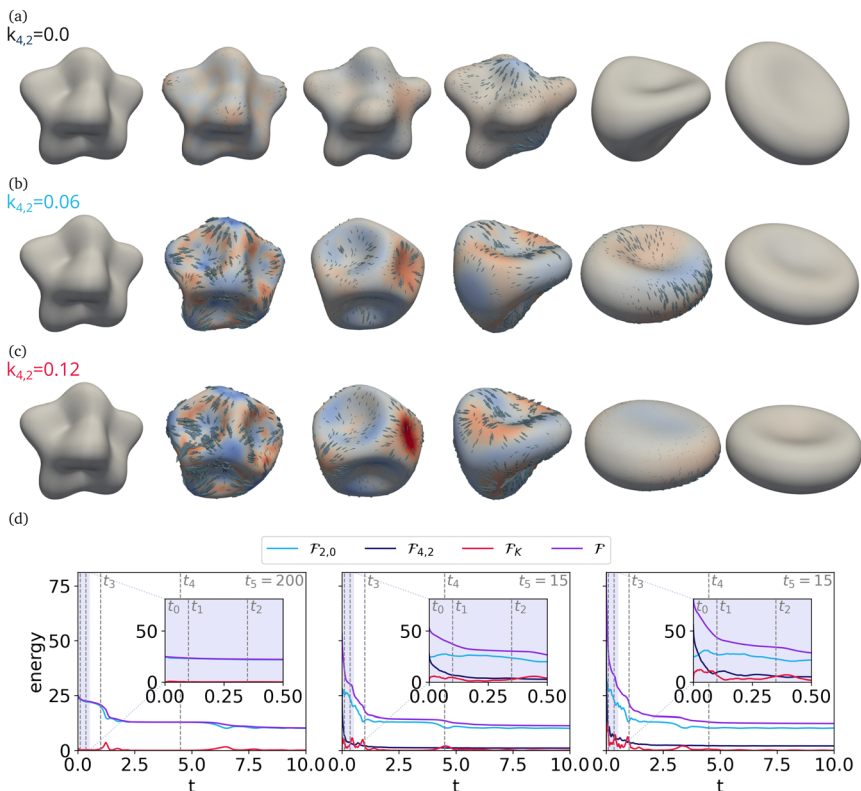 (a)
k4,2=0.0
(b)
k4,2=0.06
(c)
k4,2=0.12
(d)
ℱ2,0 ℱ4,2 ℱK ℱ
energy
75
50
25
0
t3 t4 t5 = 200
t0 t1 t2
50
0
0.00 0.25 0.50
0.0 2.5 5.0 7.5 10.0
t
t3 t4 t5 = 15
t0 t1 t2
50
0
0.00 0.25 0.50
0.0 2.5 5.0 7.5 10.0
t
t3 t4 t5 = 15
t0 t1 t2
50
0
0.00 0.25 0.50
0.0 2.5 5.0 7.5 10.0
t